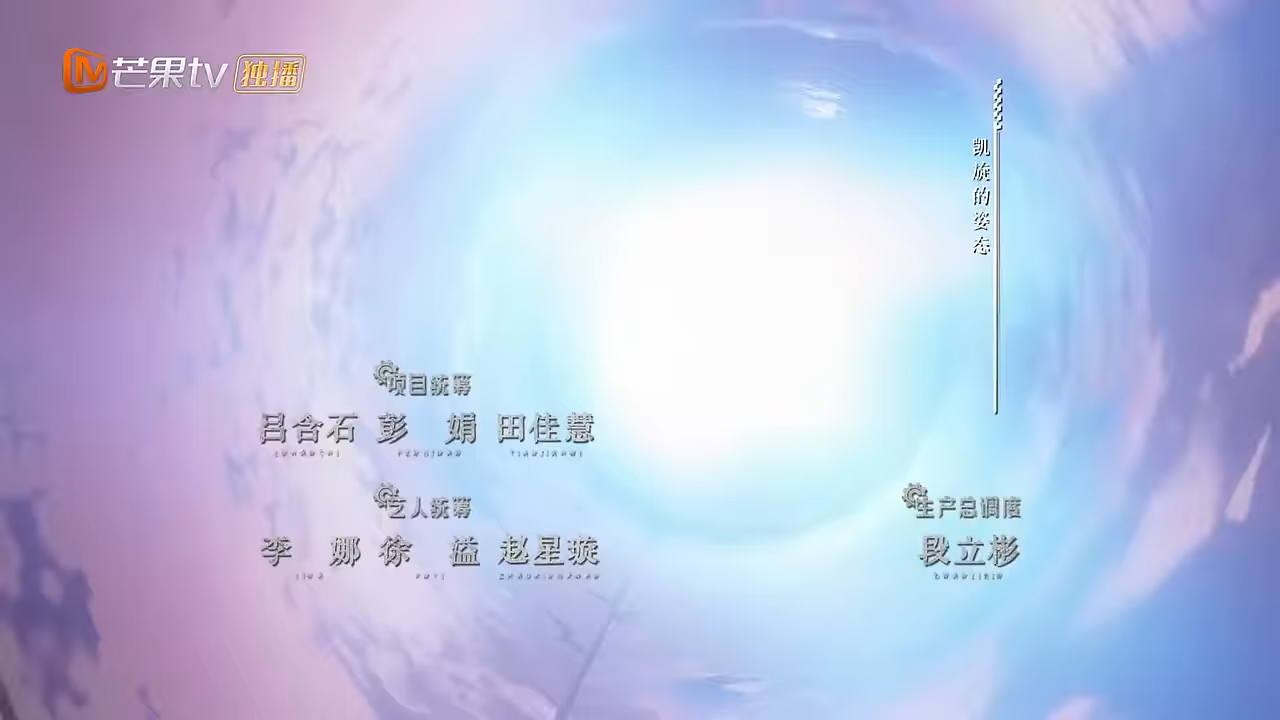 芒果tv 独播
凯旋的姿态
项目统筹
吕含石 彭 娟 田佳慧
艺人统筹
李 娜 徐 溢 赵星璇
生产总调度
段立彬